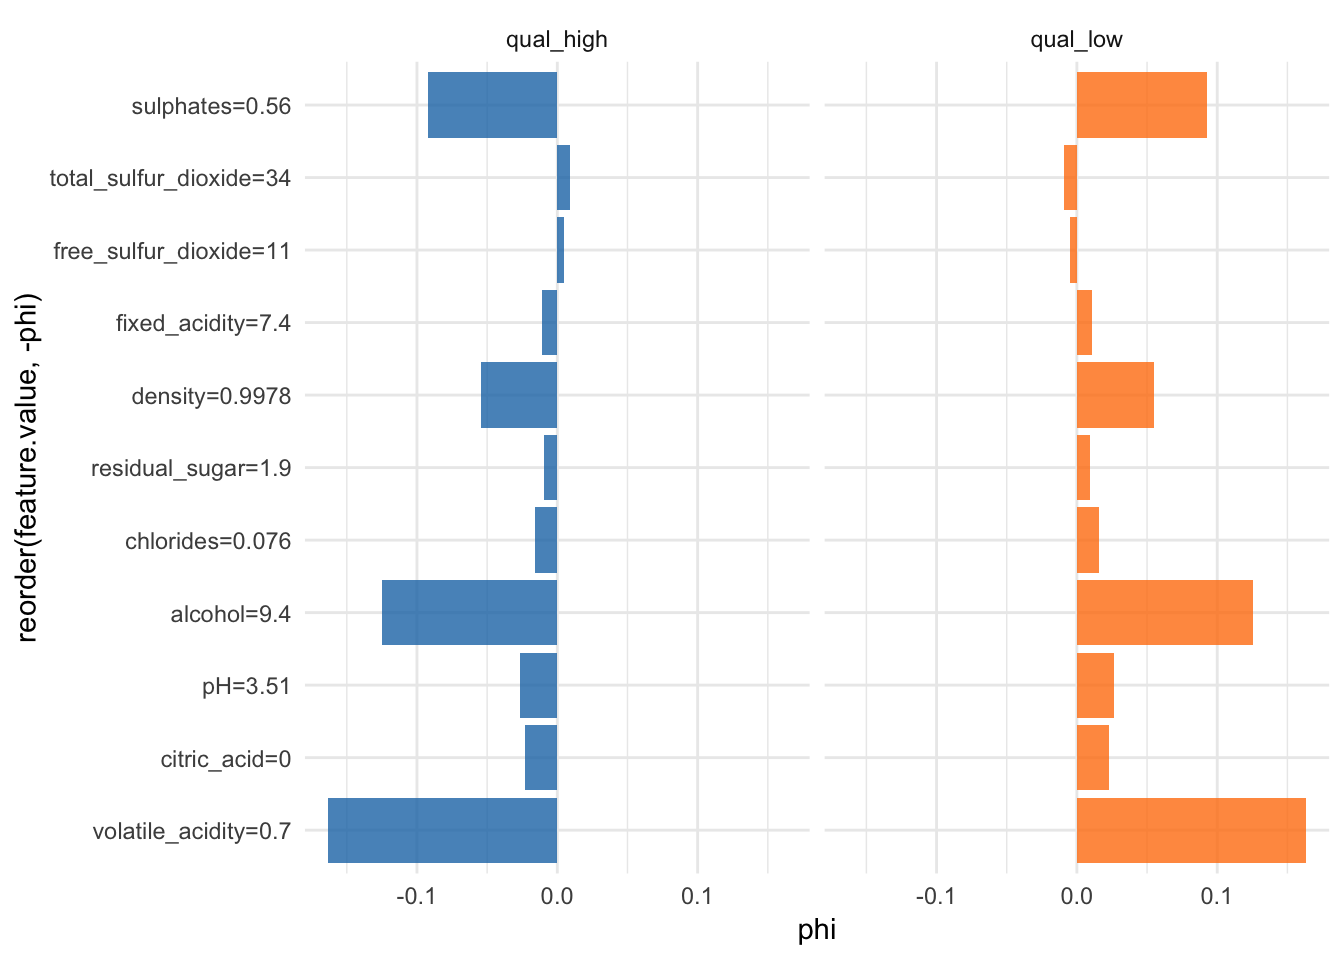 qual_high
qual_low
sulphates=0.56
total_sulfur_dioxide=34
free_sulfur_dioxide=11
fixed_acidity=7.4
density=0.9978
residual_sugar=1.9
chlorides=0.076
alcohol=9.4
pH=3.51
citric_acid=0
volatile_acidity=0.7
reorder(feature.value, -phi)
-0.1 0.0 0.1 -0.1 0.0 0.1
phi